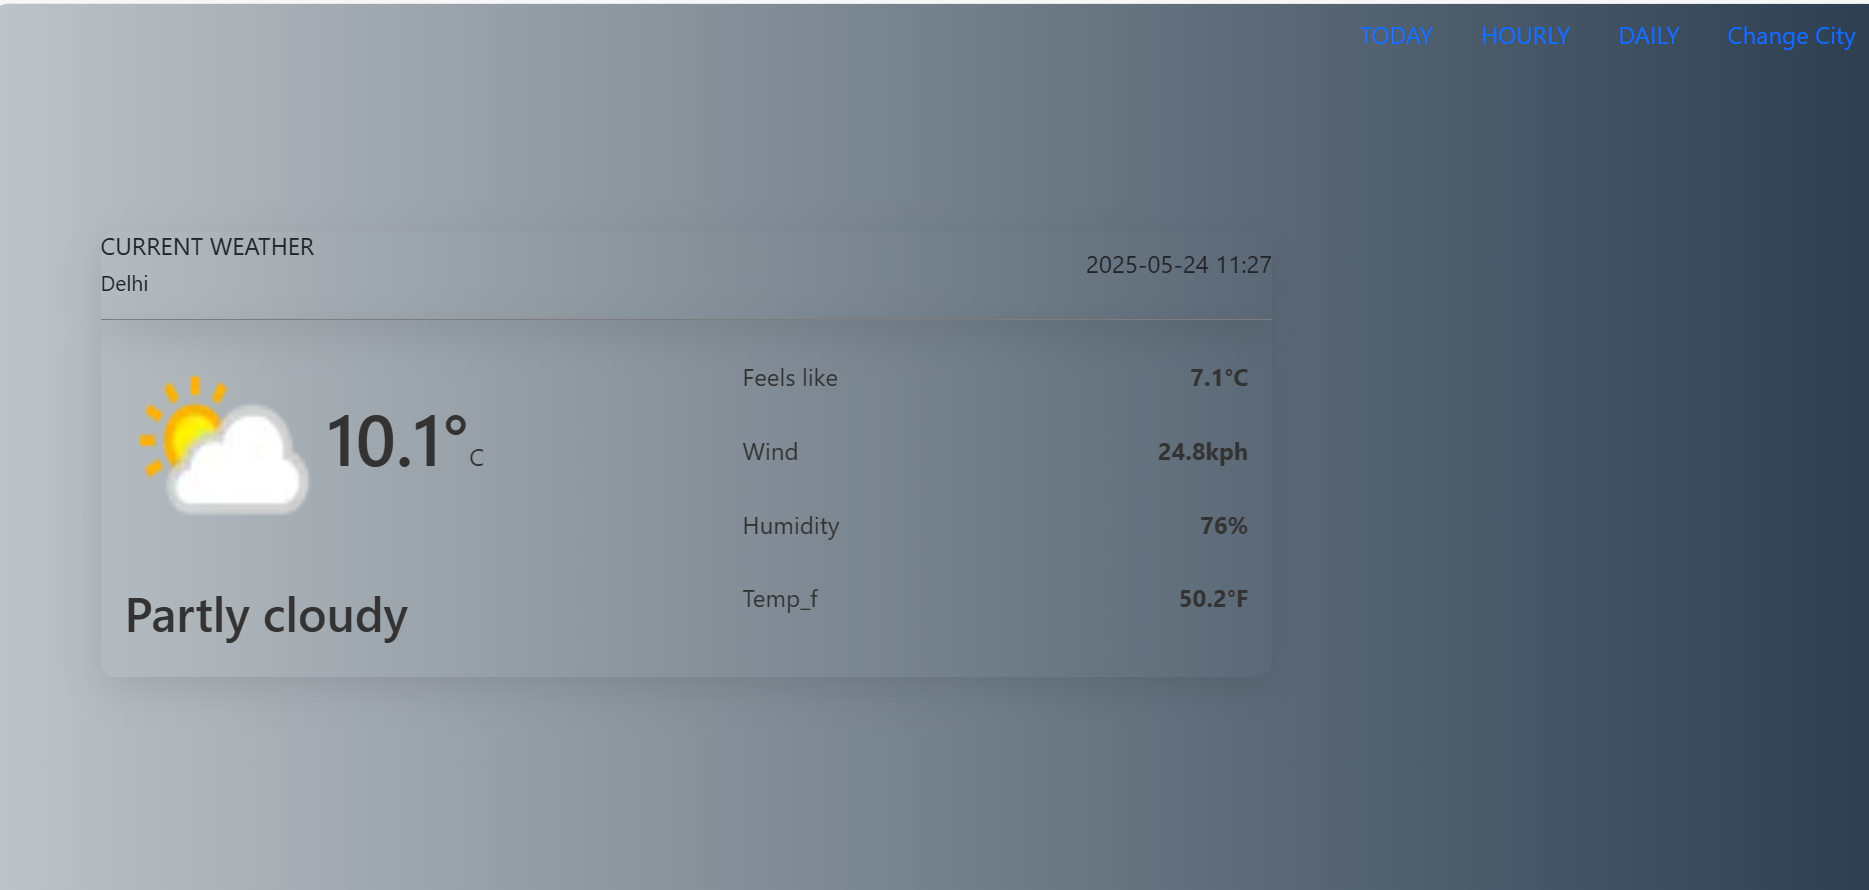 TODAY HOURLY DAILY Change City
CURRENT WEATHER
Delhi
2025-05-24 11:27
10.1° C
Partly cloudy
Feels like 7.1°C
Wind 24.8kph
Humidity 76%
Temp_f 50.2°F